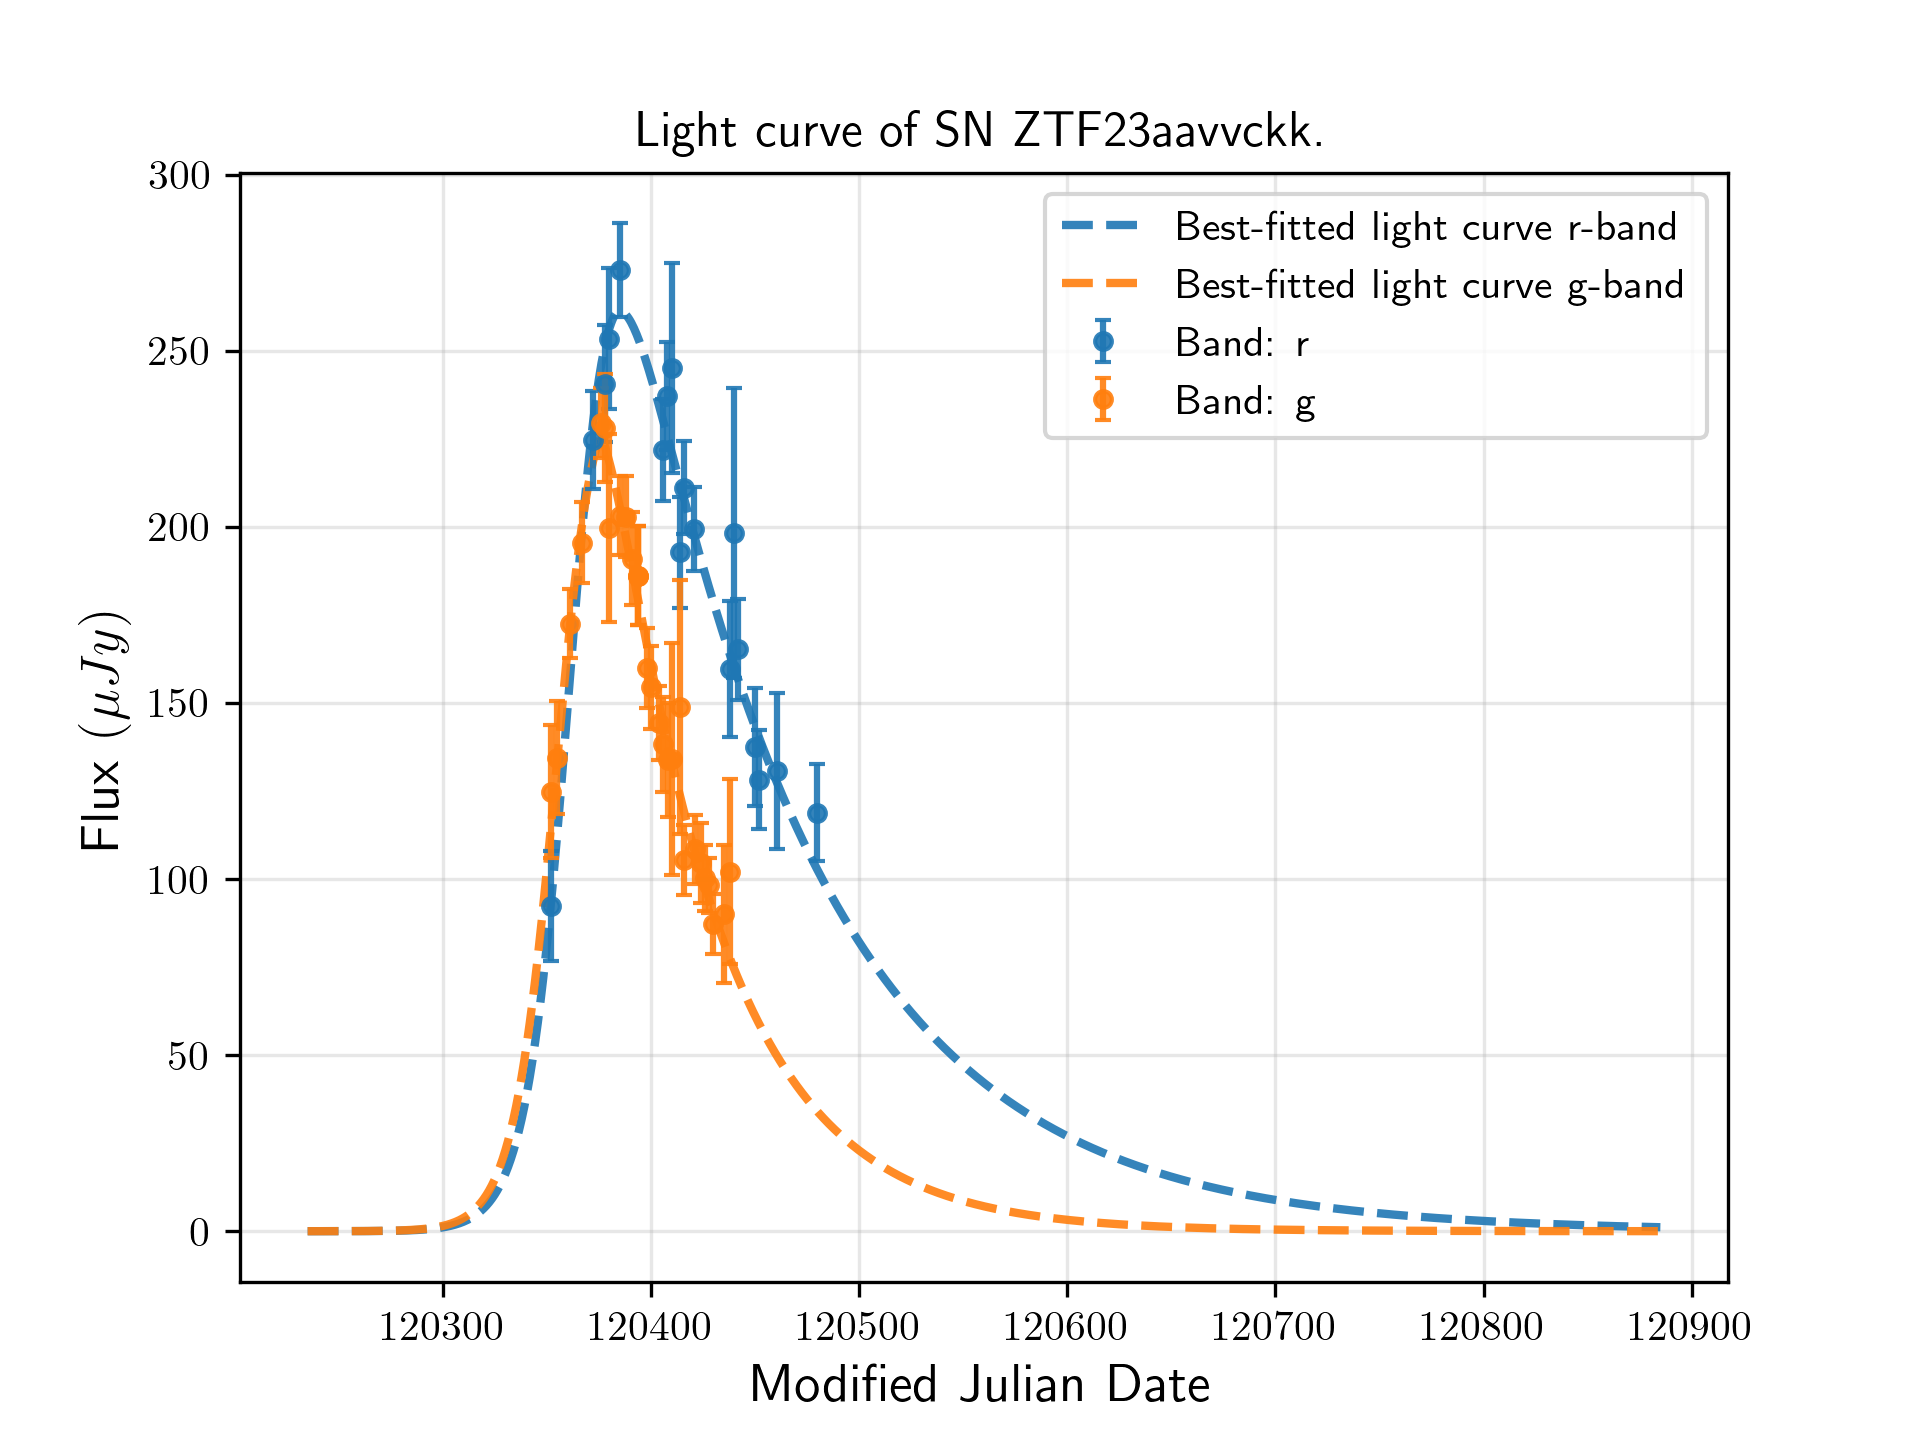 Light curve of SN ZTF23aavvckk.
300
250
200
150
100
50
0
Flux (μJy)
Best-fitted light curve r-band
Best-fitted light curve g-band
Band: r
Band: g
120300 120400 120500 120600 120700 120800 120900
Modified Julian Date